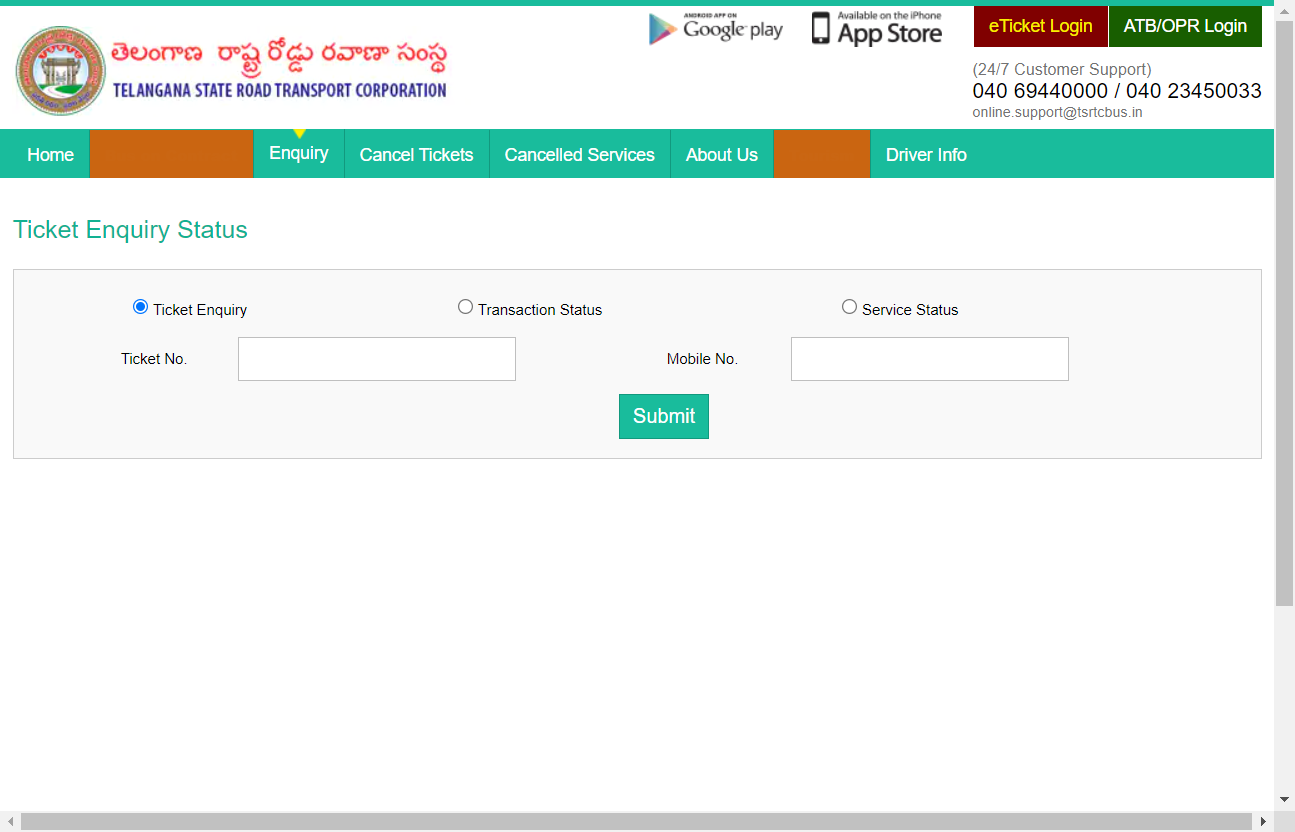 తెలంగాణ రాష్ట్ర రోడ్డు రవాణా సంస్థ
TELANGANA STATE ROAD TRANSPORT CORPORATION
ANDROID APP ON
Google play
Available on the iPhone
App Store
eTicket Login
ATB/OPR Login
(24/7 Customer Support)
040 69440000 / 040 23450033
online.support@tsrtcbus.in
Home
Enquiry
Cancel Tickets
Cancelled Services
About Us
Driver Info
Ticket Enquiry Status
Ticket Enquiry
Transaction Status
Service Status
Ticket No.
Mobile No.
Submit